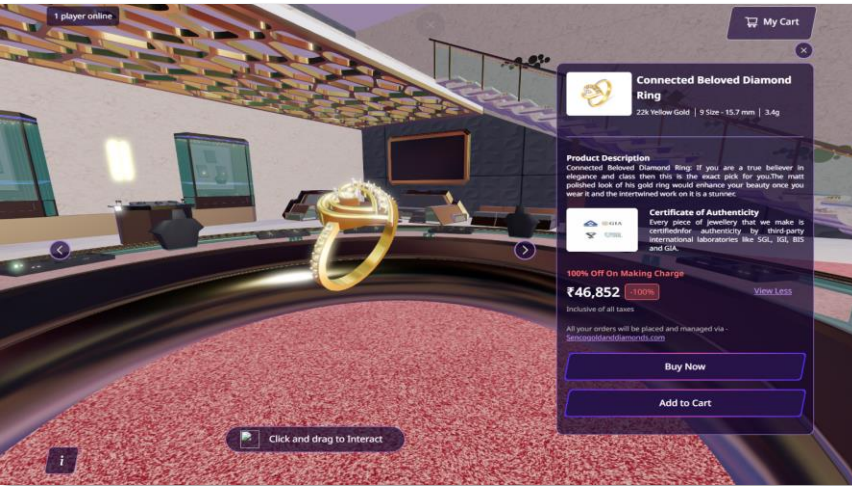 1 player online
My Cart
Connected Beloved Diamond
Ring
22k Yellow Gold | 9 Size - 15.7 mm | 3.4g
Product Description
Connected Beloved Diamond Ring: If you are a true believer in
elegance and class then this is the exact pick for you.The matt
polished look of his gold ring would enhance your beauty once you
wear it and the intertwined work on it is a stunner.
Certificate of Authenticity
Every piece of jewellery that we make is
certifiednfor authenticity by third-party
international laboratories like SGL, IGI, BIS
and GIA.
100% Off On Making Charge
₹46,852 -100%
View Less
Inclusive of all taxes
All your orders will be placed and managed via -
Sencogoldanddiamonds.com
Buy Now
Add to Cart
Click and drag to Interact
i